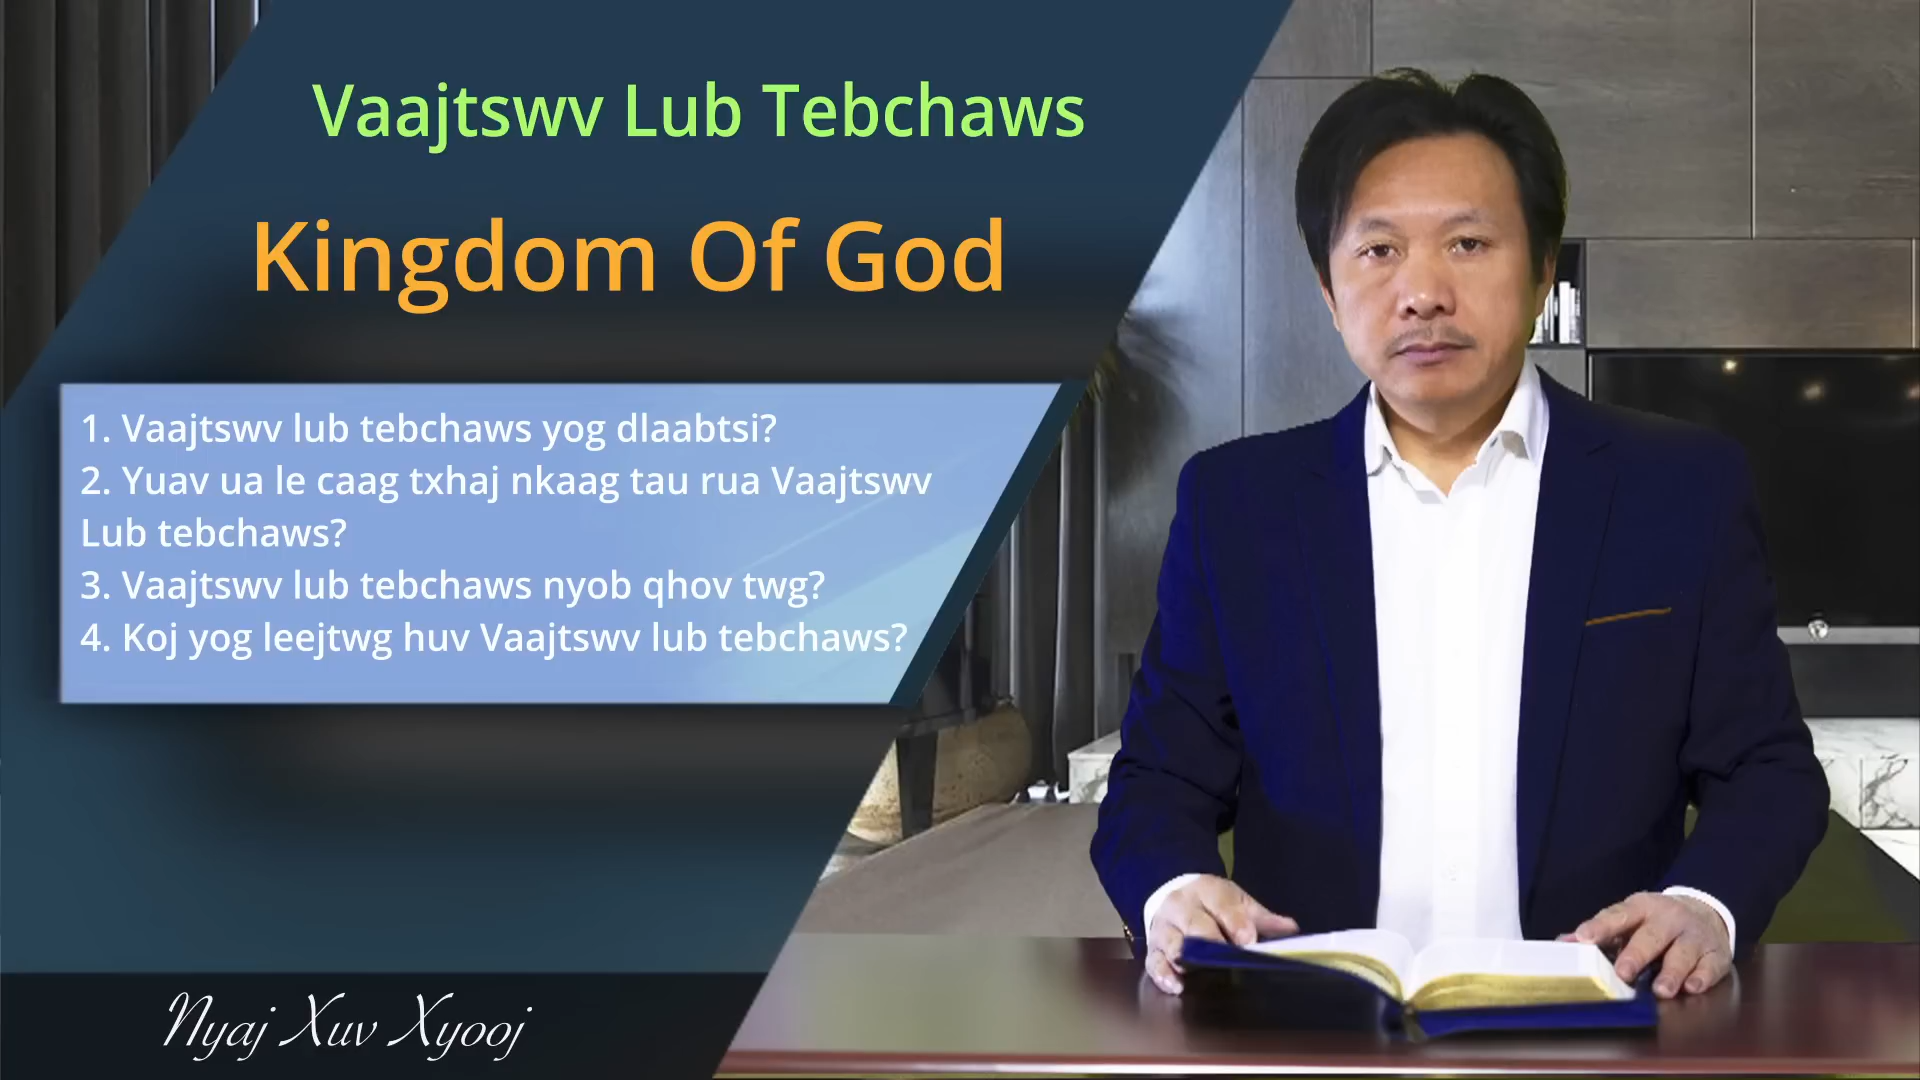 Vaajtswv Lub Tebchaws
Kingdom Of God
1. Vaajtswv lub tebchaws yog dlaabtsi?
2. Yuav ua le caag txhaj nkaag tau rua Vaajtswv
Lub tebchaws?
3. Vaajtswv lub tebchaws nyob qhov twg?
4. Koj yog leejtwg huv Vaajtswv lub tebchaws?
Nyaj Xuv Xyooj